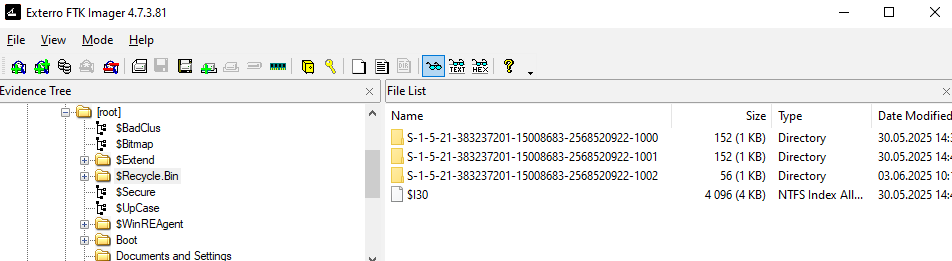 Exterro FTK Imager 4.7.3.81
File View Mode Help
TEXT HEX
Evidence Tree
[root]
$BadClus
$Bitmap
$Extend
$Recycle.Bin
$Secure
$UpCase
$WinREAgent
Boot
Documents and Settings
File List
Name Size Type Date Modified
S-1-5-21-383237201-15008683-2568520922-1000 152 (1 KB) Directory 30.05.2025 14:
S-1-5-21-383237201-15008683-2568520922-1001 152 (1 KB) Directory 30.05.2025 14:4
S-1-5-21-383237201-15008683-2568520922-1002 56 (1 KB) Directory 03.06.2025 10:
$I30 4 096 (4 KB) NTFS Index All... 30.05.2025 14:4